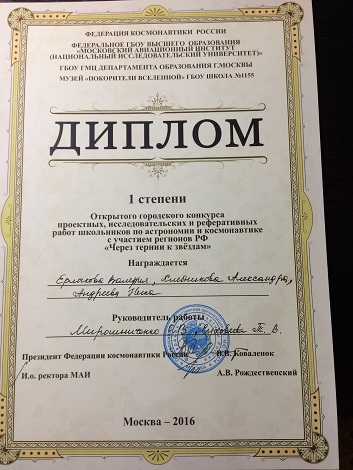 ФЕДЕРАЦИЯ КОСМОНАВТИКИ РОССИИ
ФЕДЕРАЛЬНОЕ ГБОУ ВЫСШЕГО ОБРАЗОВАНИЯ
«МОСКОВСКИЙ АВИАЦИОННЫЙ ИНСТИТУТ
(НАЦИОНАЛЬНЫЙ ИССЛЕДОВАТЕЛЬСКИЙ УНИВЕРСИТЕТ)»
ГБОУ ГМЦ ДЕПАРТАМЕНТА ОБРАЗОВАНИЯ Г.МОСКВЫ
МУЗЕЙ «ПОКОРИТЕЛИ ВСЕЛЕННОЙ» ГБОУ ШКОЛА №1155
ДИПЛОМ
1 степени
Открытого городского конкурса
проектных, исследовательских и реферативных
работ школьников по астрономии и космонавтике
с участием регионов РФ
«Через тернии к звёздам»
Награждается
Ермакова Валерия, Александра,
Андреева Ника
Руководитель работы
Мирошниченко О.В. Т. В.
Президент Федерации космонавтики России В.В. Коваленок
И.о. ректора МАИ А.В. Рождественский
Москва – 2016